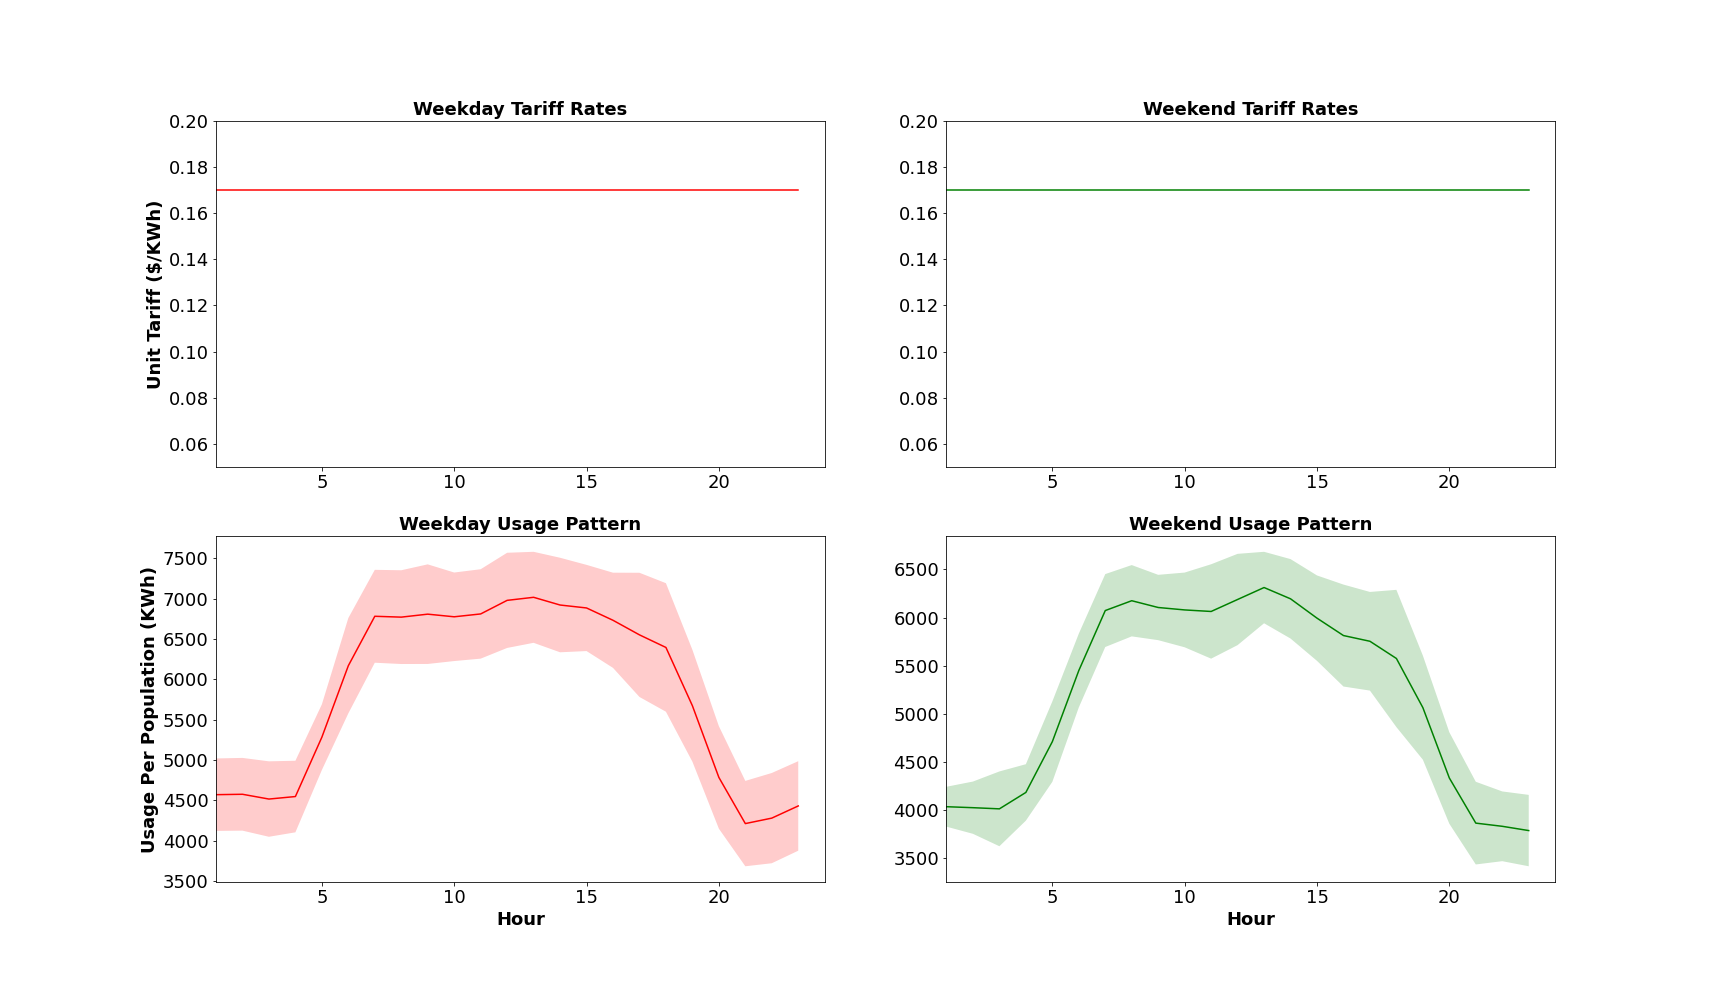 Weekday Tariff Rates
Unit Tariff ($/KWh)
0.20
0.18
0.16
0.14
0.12
0.10
0.08
0.06
5 10 15 20
Weekend Tariff Rates
0.20
0.18
0.16
0.14
0.12
0.10
0.08
0.06
5 10 15 20
Weekday Usage Pattern
Usage Per Population (KWh)
7500
7000
6500
6000
5500
5000
4500
4000
3500
5 10 15 20
Hour
Weekend Usage Pattern
6500
6000
5500
5000
4500
4000
3500
5 10 15 20
Hour